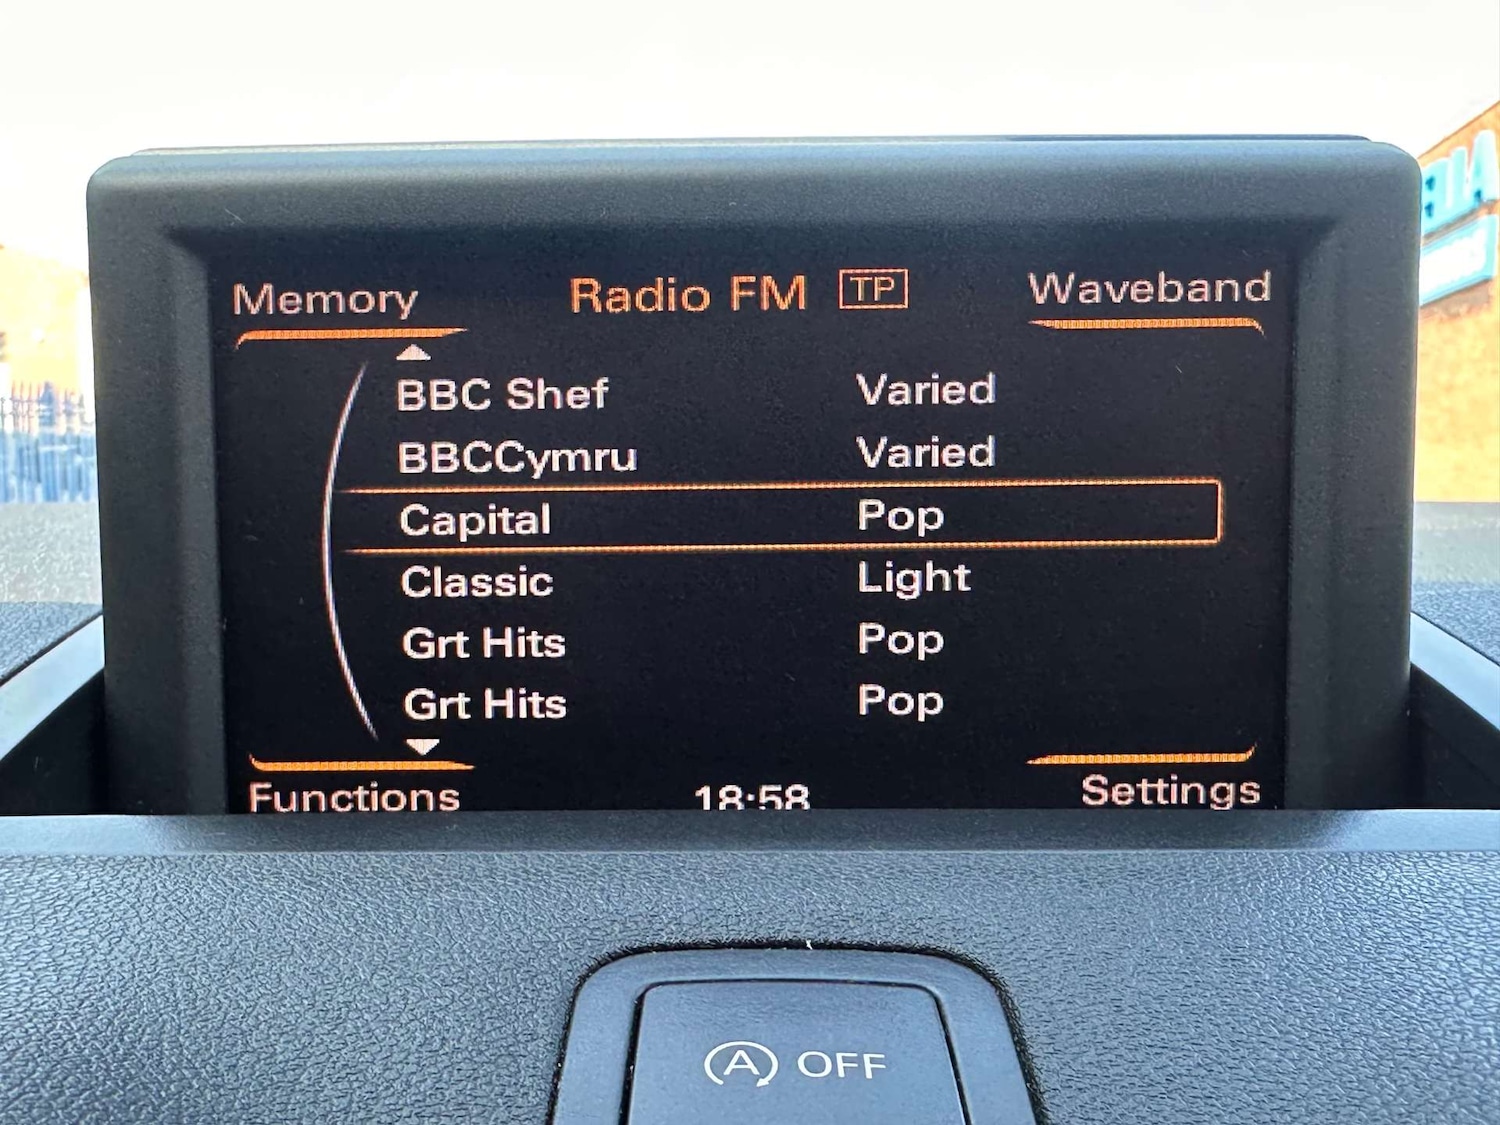 Memory Radio FM TP Waveband
BBC Shef Varied
BBCCymru Varied
Capital Pop
Classic Light
Grt Hits Pop
Grt Hits Pop
Functions 18:58 Settings
A OFF